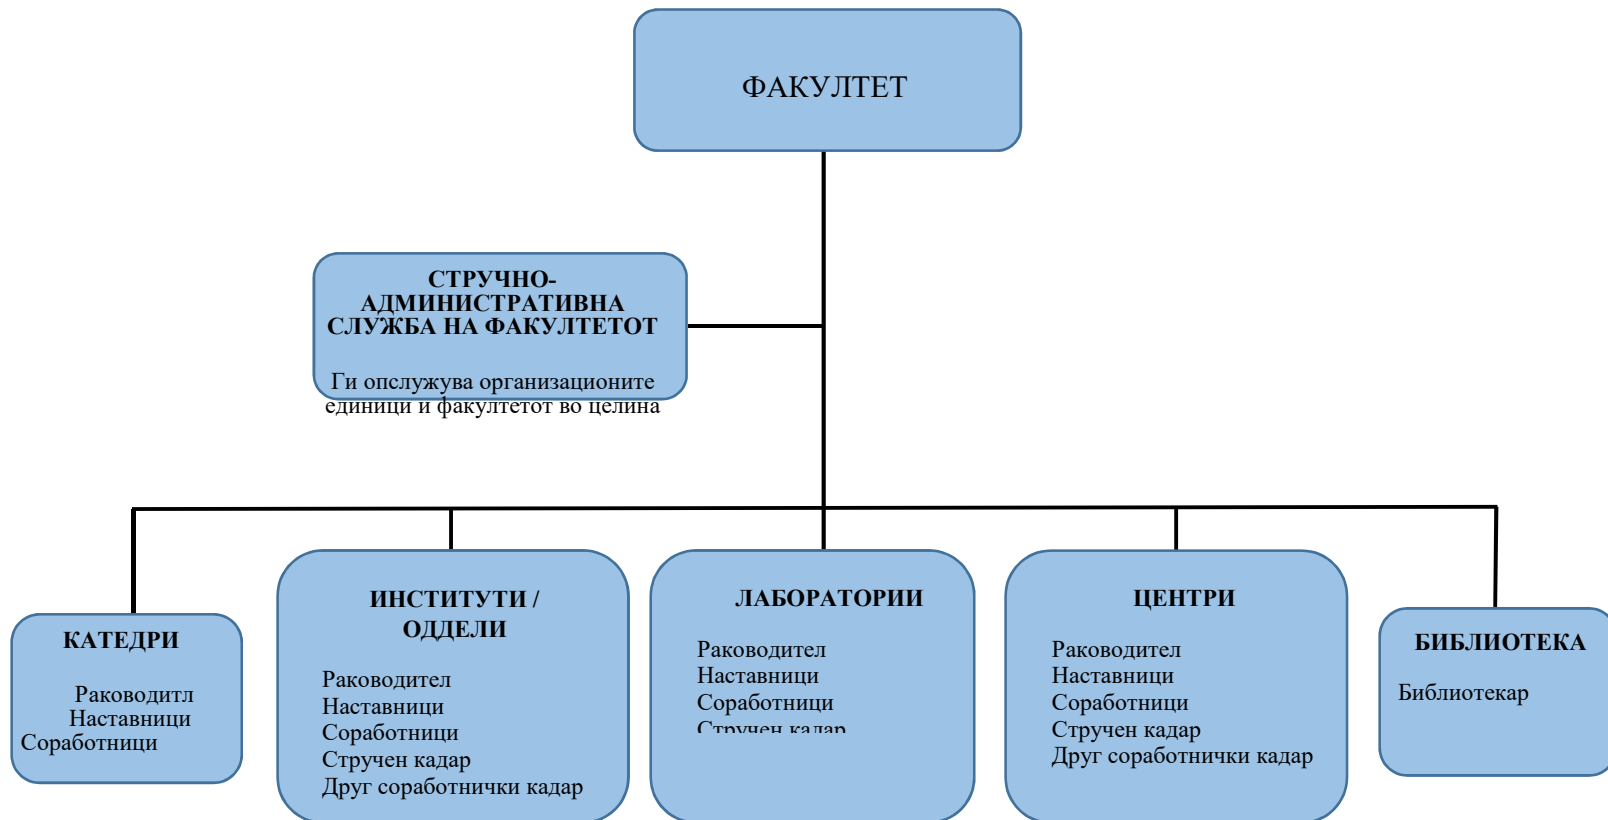 ФАКУЛТЕТ
СТРУЧНО-
АДМИНИСТРАТИВНА
СЛУЖБА НА ФАКУЛТЕТОТ
Ги опслужува организационите
единици и факултетот во целина
КАТЕДРИ
Раководитл
Наставници
Соработници
ИНСТИТУТИ /
ОДДЕЛИ
Раководител
Наставници
Соработници
Стручен кадар
Друг соработнички кадар
ЛАБОРАТОРИИ
Раководител
Наставници
Соработници
Стручен кадар
ЦЕНТРИ
Раководител
Наставници
Соработници
Стручен кадар
Друг соработнички кадар
БИБЛИОТЕКА
Библиотекар